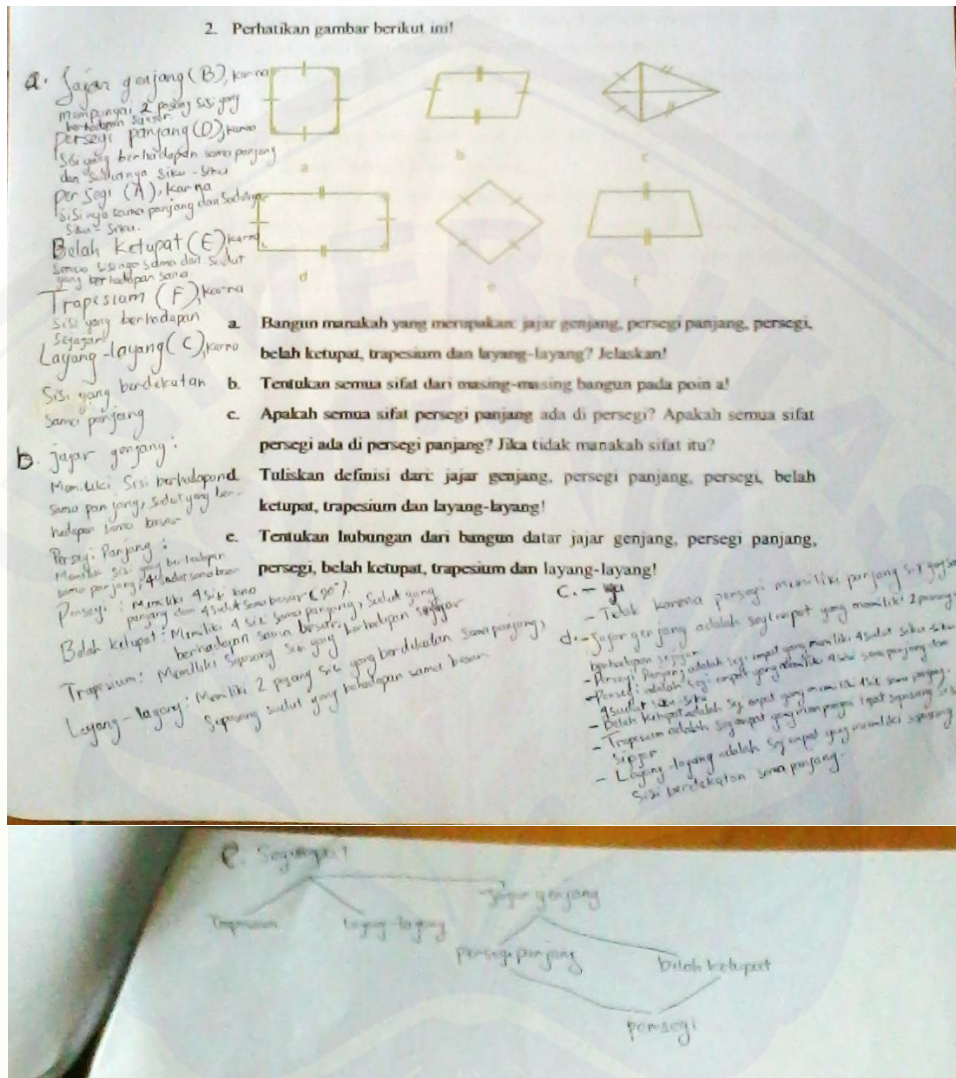 2. Perhatikan gambar berikut ini!
a. Jajar genjang (B), karna
mempunyai 2 pasang sisi yang
berhadapan sejajar.
persegi panjang (D), karna
sisi yang berhadapan sama panjang
dan sudutnya siku-siku
persegi (A), karna
sisinya sama panjang dan sudutnya
siku-siku.
Belah Ketupat (E) karna
semua sisinya sama dan sudut
yang berhadapan sama
Trapesium (F), karna
sisi yang berhadapan
sejajar
Layang-layang (C), karna
sisi yang berdekatan
sama panjang
a
b
c
d
e
f
a. Bangun manakah yang merupakan: jajar genjang, persegi panjang, persegi,
belah ketupat, trapesium dan layang-layang? Jelaskan!
b. Tentukan semua sifat dari masing-masing bangun pada poin a!
c. Apakah semua sifat persegi panjang ada di persegi? Apakah semua sifat
persegi ada di persegi panjang? Jika tidak manakah sifat itu?
d. Tuliskan definisi dari: jajar genjang, persegi panjang, persegi, belah
ketupat, trapesium dan layang-layang!
e. Tentukan hubungan dari bangun datar jajar genjang, persegi panjang,
persegi, belah ketupat, trapesium dan layang-layang!
b. jajar genjang :
Memiliki sisi berhadapan
sama panjang, sudut yang ber-
hadapan sama besar
Persegi Panjang :
Memiliki sisi yang berhadapan
sama panjang, 4 sudut sama besar
Persegi : Memiliki 4 sisi sama
panjang dan 4 sudut sama besar (90°)
Belah ketupat : Memiliki 4 sisi sama panjang, sudut yang
berhadapan sama besar
Trapesium : Memiliki sepasang sisi yang berhadapan sejajar
Layang-layang : Memiliki 2 pasang sisi yang berdekatan sama panjang,
sepasang sudut yang berhadapan sama besar
C. -
- Tidak karena persegi memiliki panjang sisi yg sa
d. - Jajar genjang adalah segi empat yang memiliki 2 pasang
berhadapan sejajar
- Persegi Panjang adalah segi empat yang memiliki 4 sudut siku-siku
- Persegi adalah segi empat yang memiliki 4 sisi sama panjang dan
4 sudut siku-siku
- Belah ketupat adalah segi empat yang memiliki 4 sisi sama panjang
- Trapesium adalah segi empat yang mempunyai sepasang sisi
sejajar
- Layang-layang adalah segi empat yang memiliki sepasang
sisi berdekatan sama panjang.
e. Segiempat
Jajar genjang
Trapesium layang-layang
persegi panjang belah ketupat
persegi